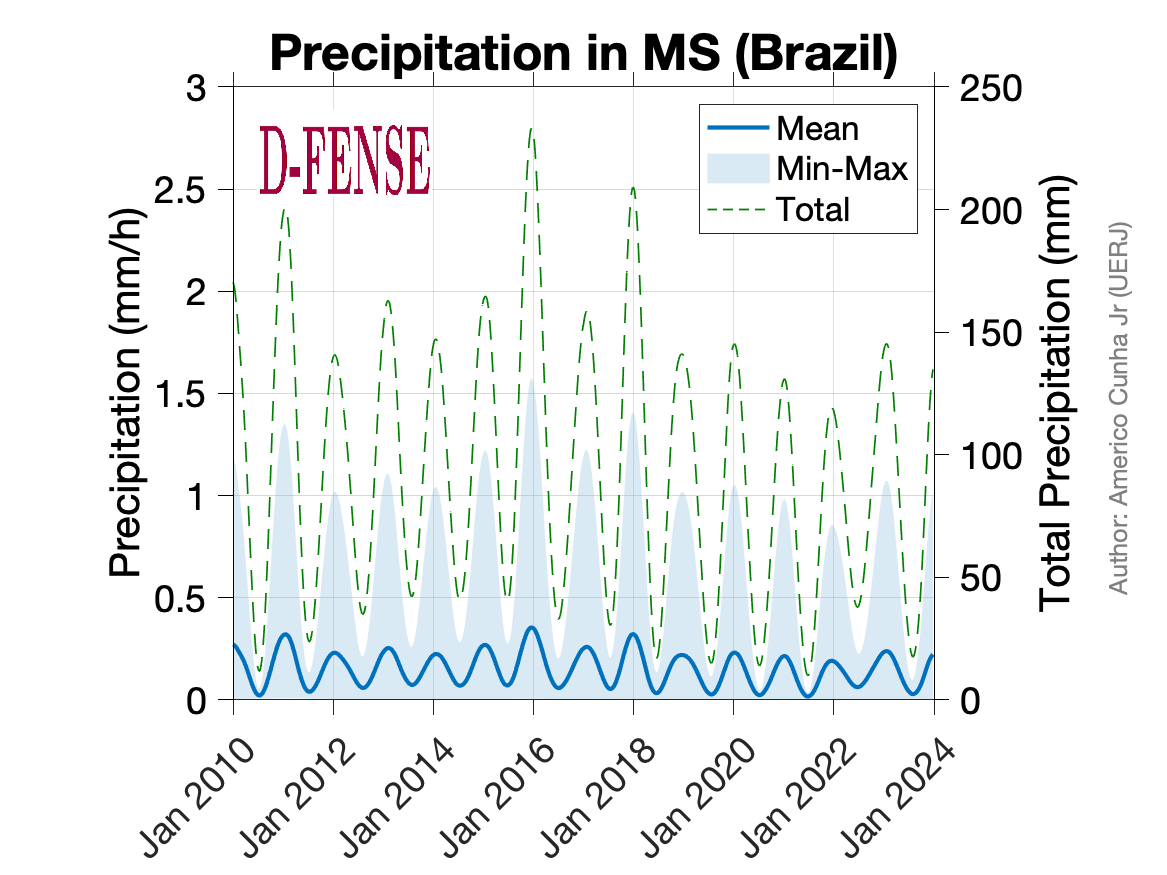 Precipitation in MS (Brazil)
D-FENSE
Mean
Min-Max
Total
Precipitation (mm/h)
3
2.5
2
1.5
1
0.5
0
250
200
150
100
50
0
Total Precipitation (mm)
Author: Americo Cunha Jr (UERJ)
Jan 2010
Jan 2012
Jan 2014
Jan 2016
Jan 2018
Jan 2020
Jan 2022
Jan 2024